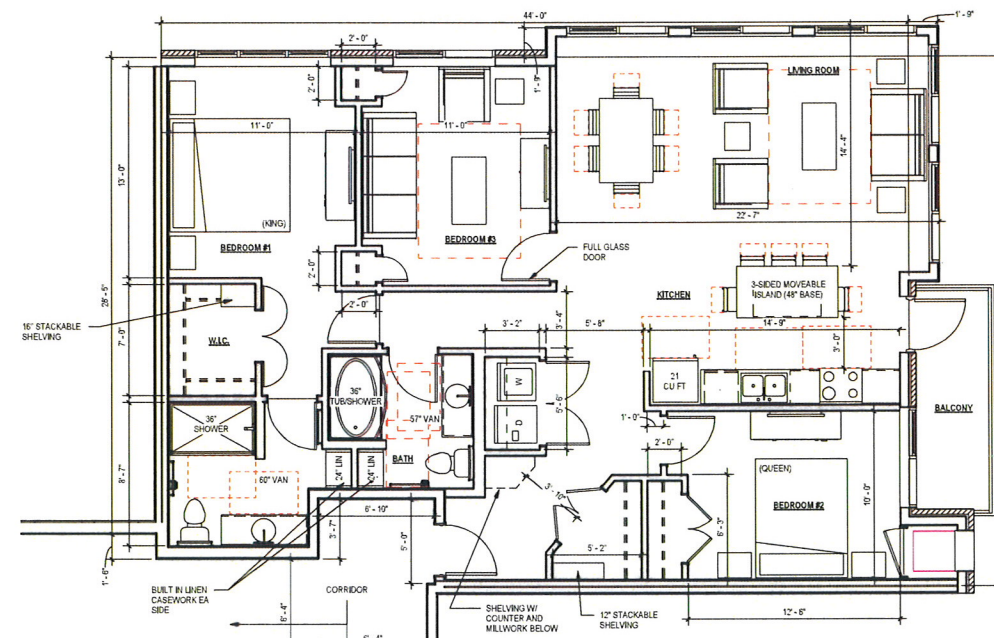 44' - 0"
1' - 9"
2' - 0"
2' - 0"
1' - 9"
LIVING ROOM
11' - 0"
11' - 0"
14' - 4"
13' - 0"
(KING)
22' - 7"
BEDROOM #1
BEDROOM #3
FULL GLASS
DOOR
2' - 0"
28' - 5"
2' - 0"
KITCHEN
3-SIDED MOVEABLE
ISLAND (48" BASE)
16" STACKABLE
SHELVING
7' - 0"
W.I.C.
3' - 2"
3' - 4"
5' - 8"
14' - 9"
3' - 0"
36"
TUB/SHOWER
W
21
CU FT
5' - 6"
36"
SHOWER
57" VAN
D
1' - 0"
BALCONY
2' - 0"
8' - 7"
24" LIN
24" LIN
BATH
(QUEEN)
60" VAN
3' - 10"
10' - 0"
BEDROOM #2
6' - 10"
3' - 7"
5' - 0"
6' - 3"
5' - 2"
1' - 6"
BUILT IN LINEN
CASEWORK EA
SIDE
CORRIDOR
6' - 4"
SHELVING W/
COUNTER AND
MILLWORK BELOW
12" STACKABLE
SHELVING
12' - 6"